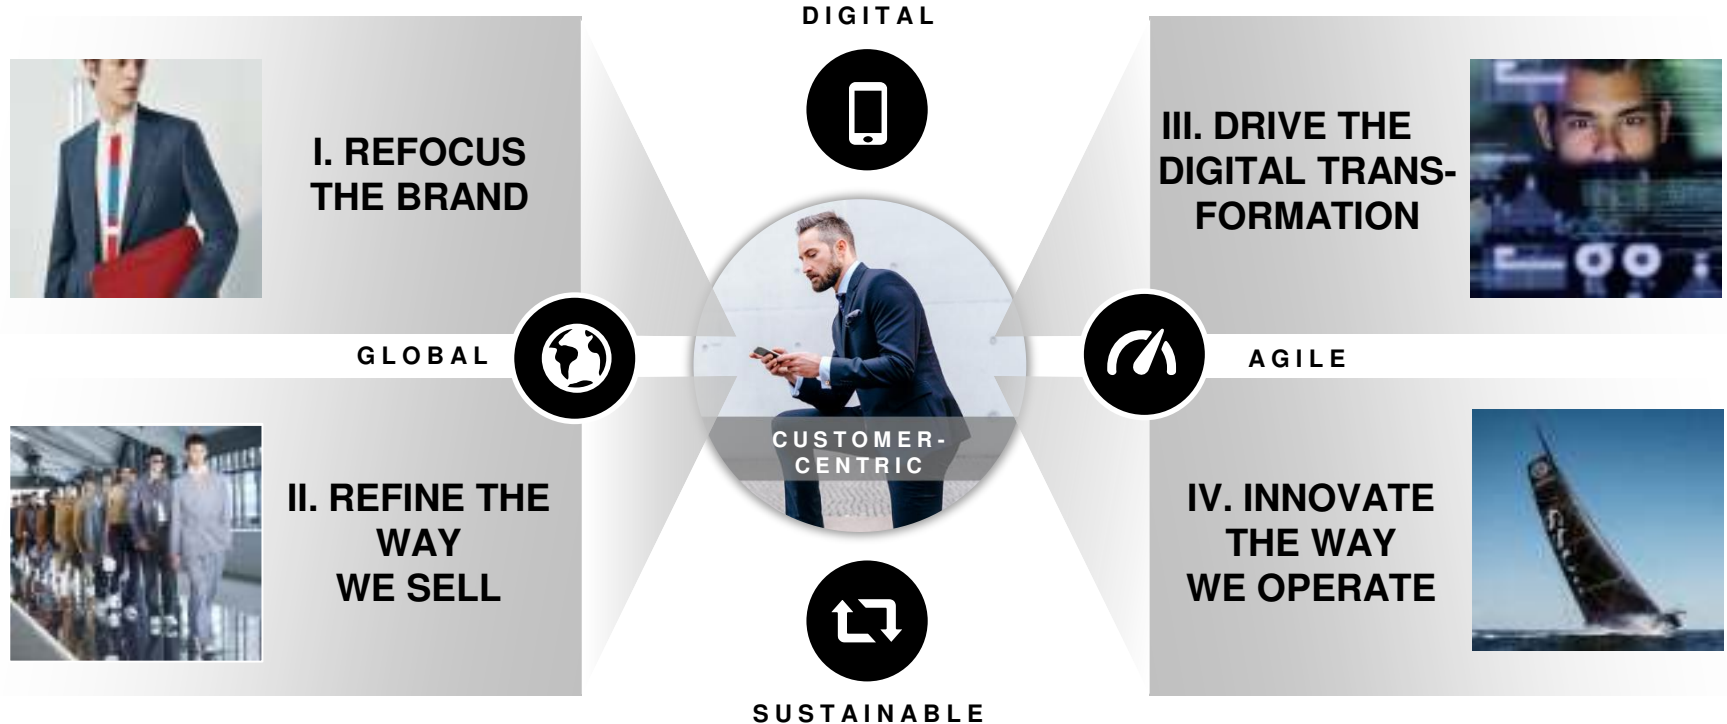 DIGITAL
I. REFOCUS
THE BRAND
III. DRIVE THE
DIGITAL TRANS-
FORMATION
GLOBAL
AGILE
CUSTOMER-
CENTRIC
II. REFINE THE
WAY
WE SELL
IV. INNOVATE
THE WAY
WE OPERATE
SUSTAINABLE